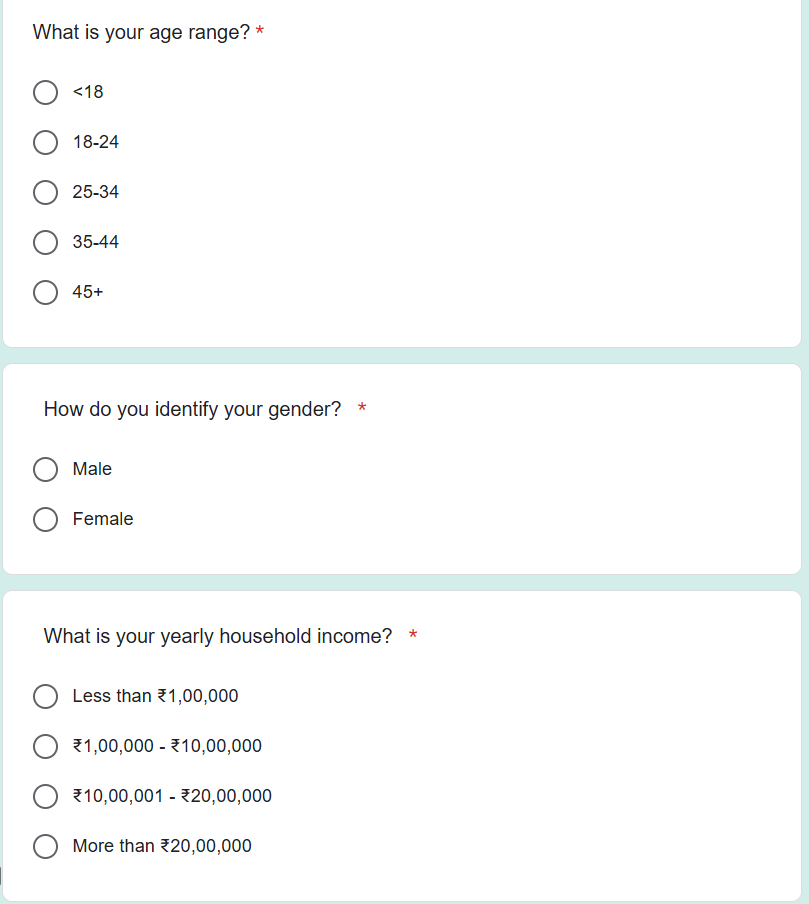 What is your age range? *
<18
18-24
25-34
35-44
45+
How do you identify your gender? *
Male
Female
What is your yearly household income? *
Less than ₹1,00,000
₹1,00,000 - ₹10,00,000
₹10,00,001 - ₹20,00,000
More than ₹20,00,000